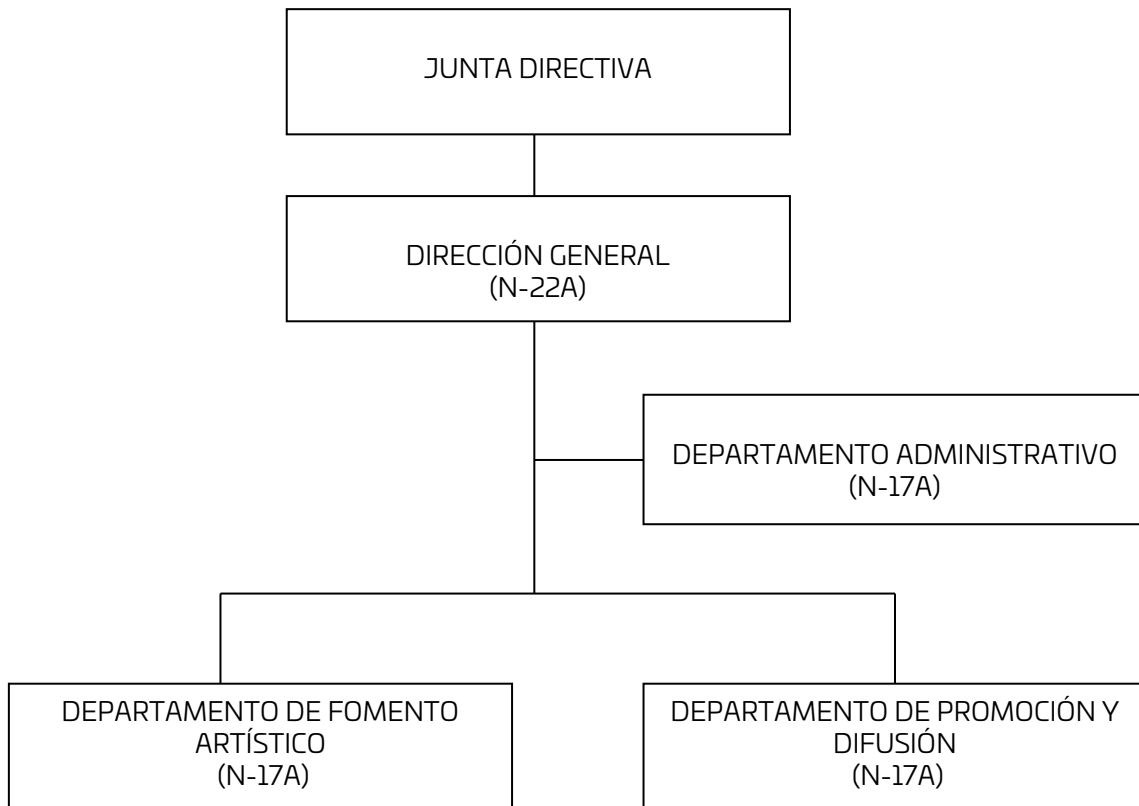 JUNTA DIRECTIVA
DIRECCIÓN GENERAL
(N-22A)
DEPARTAMENTO ADMINISTRATIVO
(N-17A)
DEPARTAMENTO DE FOMENTO
ARTÍSTICO
(N-17A)
DEPARTAMENTO DE PROMOCIÓN Y
DIFUSIÓN
(N-17A)